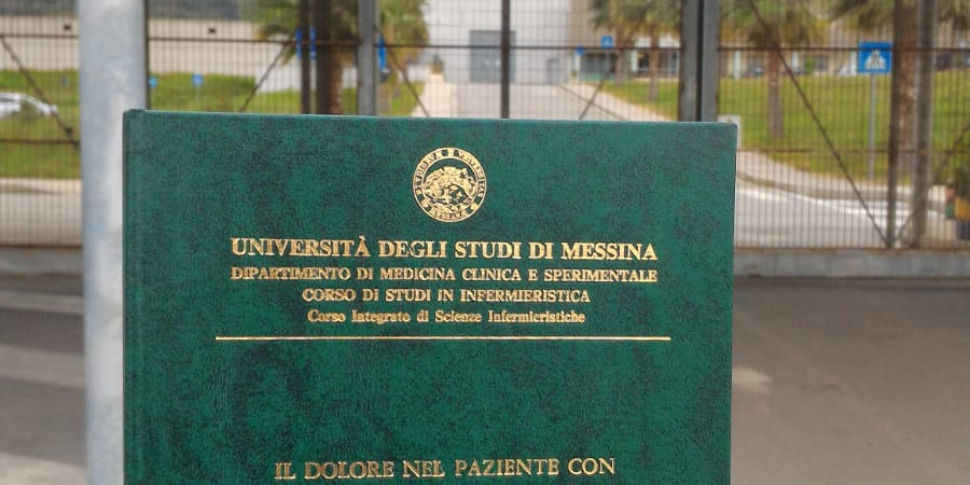 UNIVERSITÀ DEGLI STUDI DI MESSINA
DIPARTIMENTO DI MEDICINA CLINICA E SPERIMENTALE
CORSO DI STUDI IN INFERMIERISTICA
Corso Integrato di Scienze Infermieristiche
IL DOLORE NEL PAZIENTE CON